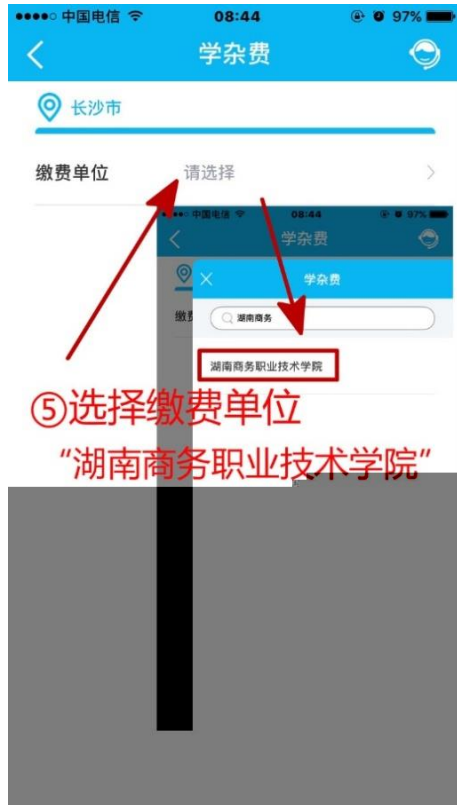 中国电信 08:44 97%
学杂费
长沙市
缴费单位 请选择
中国电信 08:44 97%
学杂费
学杂费
缴费
湖南商务
湖南商务职业技术学院
⑤选择缴费单位
“湖南商务职业技术学院”